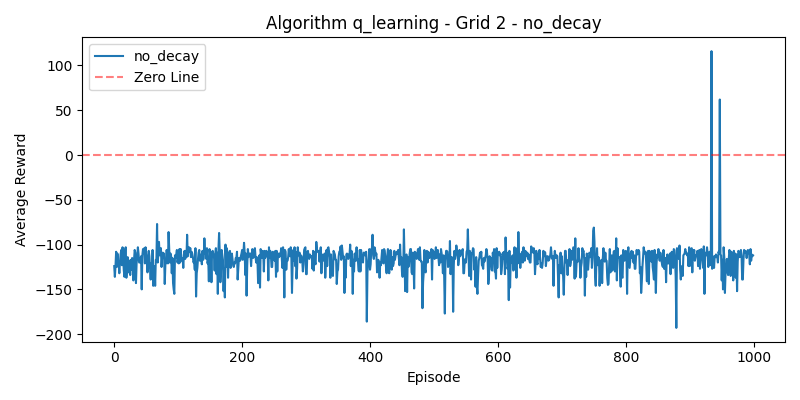 Algorithm q_learning - Grid 2 - no_decay
no_decay
Zero Line
Average Reward
100
50
0
−50
−100
−150
−200
0 200 400 600 800 1000
Episode